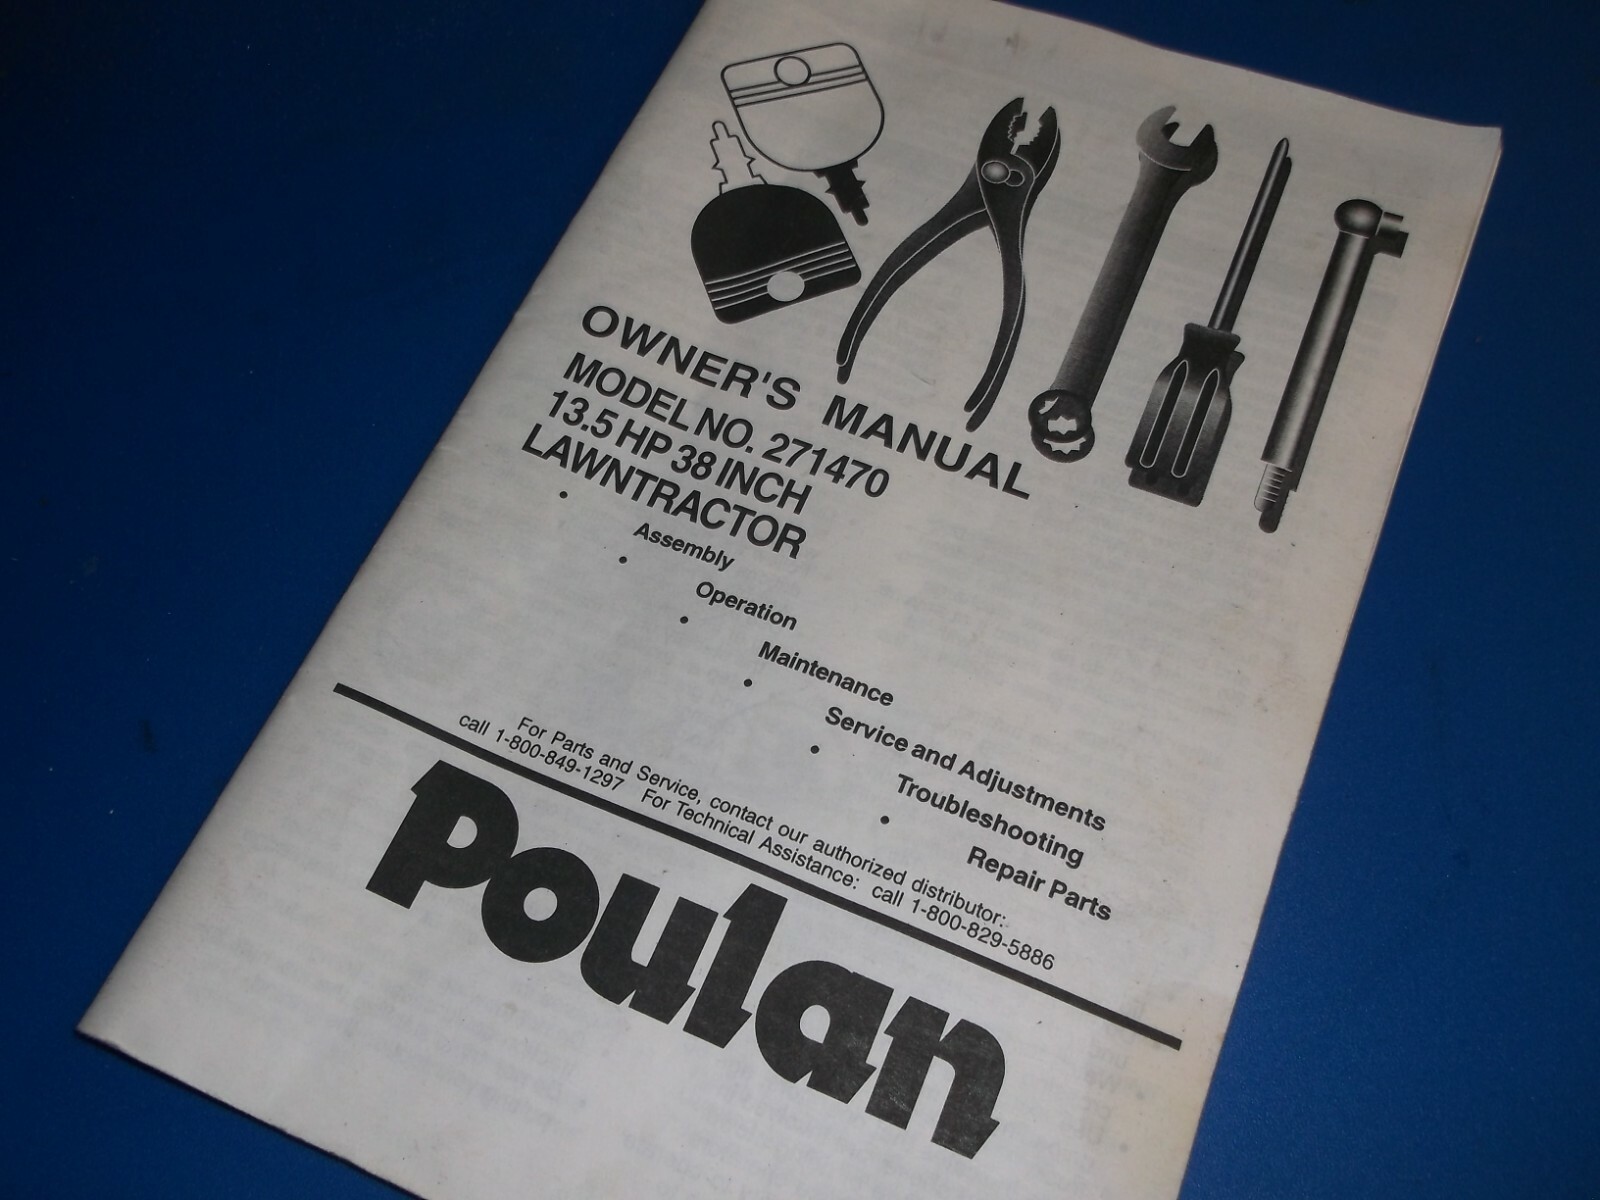 OWNER'S MANUAL
MODEL NO. 271470
13.5 HP 38 INCH
LAWNTRACTOR
• Assembly
• Operation
• Maintenance
• Service and Adjustments
• Troubleshooting
• Repair Parts
For Parts and Service, contact our authorized distributor:
call 1-800-849-1297 For Technical Assistance: call 1-800-829-5886
Poulan